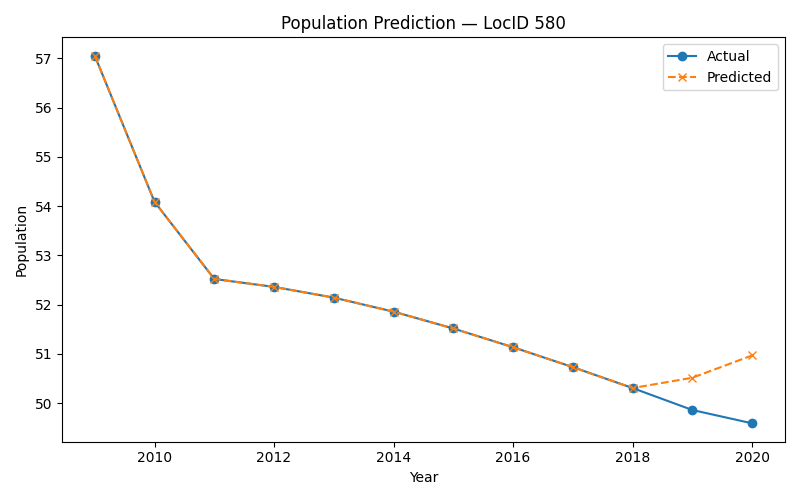 Population Prediction — LocID 580
Actual
Predicted
Population
57
56
55
54
53
52
51
50
2010 2012 2014 2016 2018 2020
Year